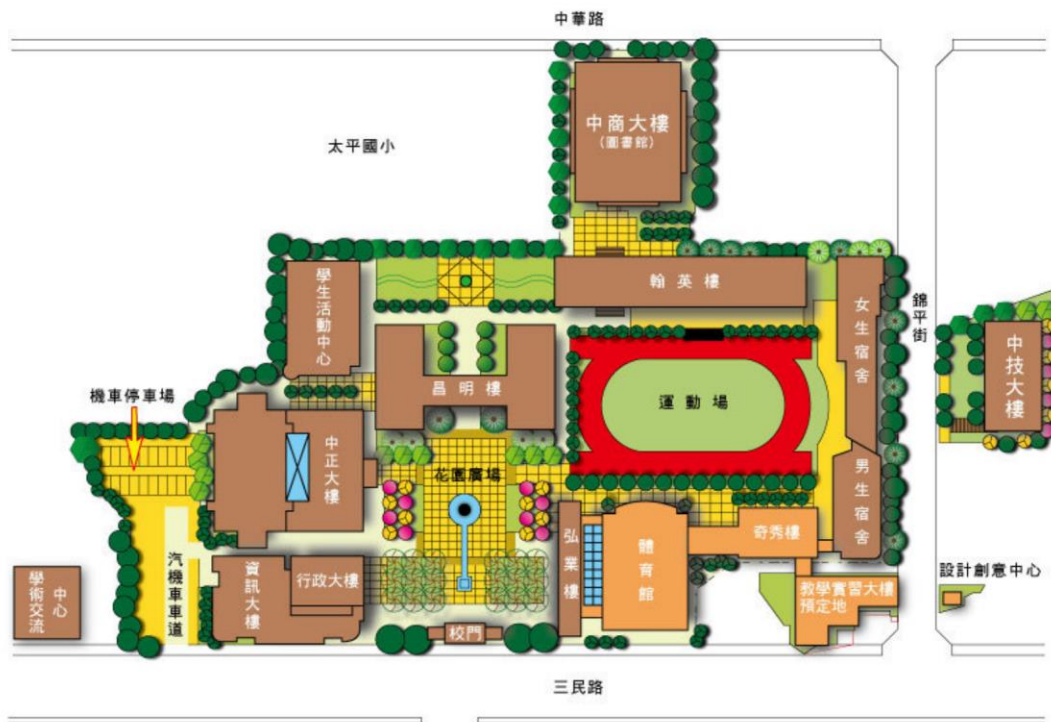 中華路
中商大樓
(圖書館)
太平國小
學生活動中心
翰英樓
女生宿舍
錦平街
中技大樓
機車停車場
昌明樓
運動場
中正大樓
花園廣場
男生宿舍
弘業樓
體育館
奇秀樓
學術交流
中心
汽機車車道
資訊大樓
行政大樓
教學實習大樓
預定地
設計創意中心
校門
三民路